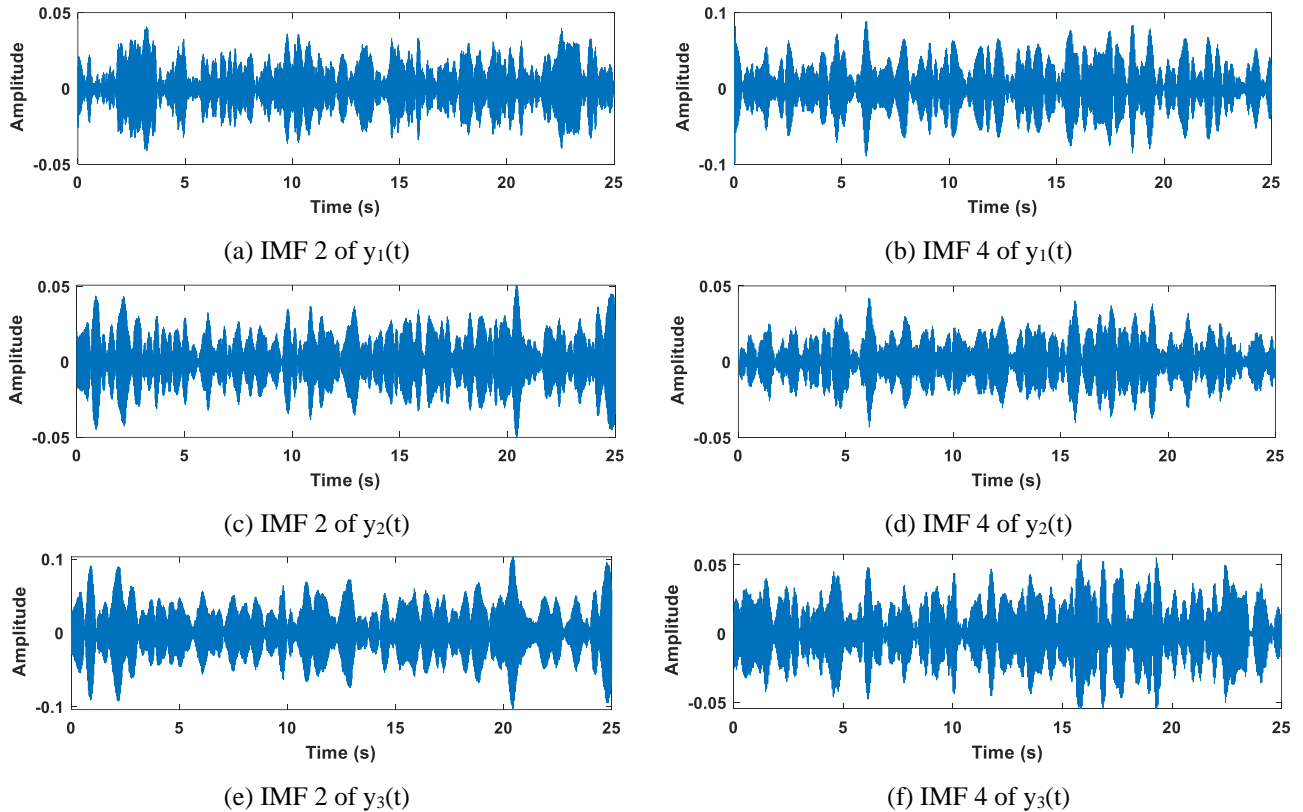 0.05
0
-0.05
Amplitude
0 5 10 15 20 25
Time (s)
(a) IMF 2 of y₁(t)
0.1
0
-0.1
Amplitude
0 5 10 15 20 25
Time (s)
(b) IMF 4 of y₁(t)
0.05
0
-0.05
Amplitude
0 5 10 15 20 25
Time (s)
(c) IMF 2 of y₂(t)
0.05
0
-0.05
Amplitude
0 5 10 15 20 25
Time (s)
(d) IMF 4 of y₂(t)
0.1
0
-0.1
Amplitude
0 5 10 15 20 25
Time (s)
(e) IMF 2 of y₃(t)
0.05
0
-0.05
Amplitude
0 5 10 15 20 25
Time (s)
(f) IMF 4 of y₃(t)